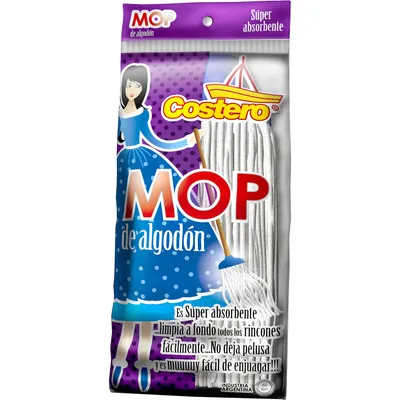 MOP
de algodón
Súper
absorbente
Costero®
MOP
de algodón
Es Súper absorbente
...limpia a fondo todos los rincones
fácilmente...No deja pelusa
y es muuuuy fácil de enjuagar!!!
INDUSTRIA
ARGENTINA